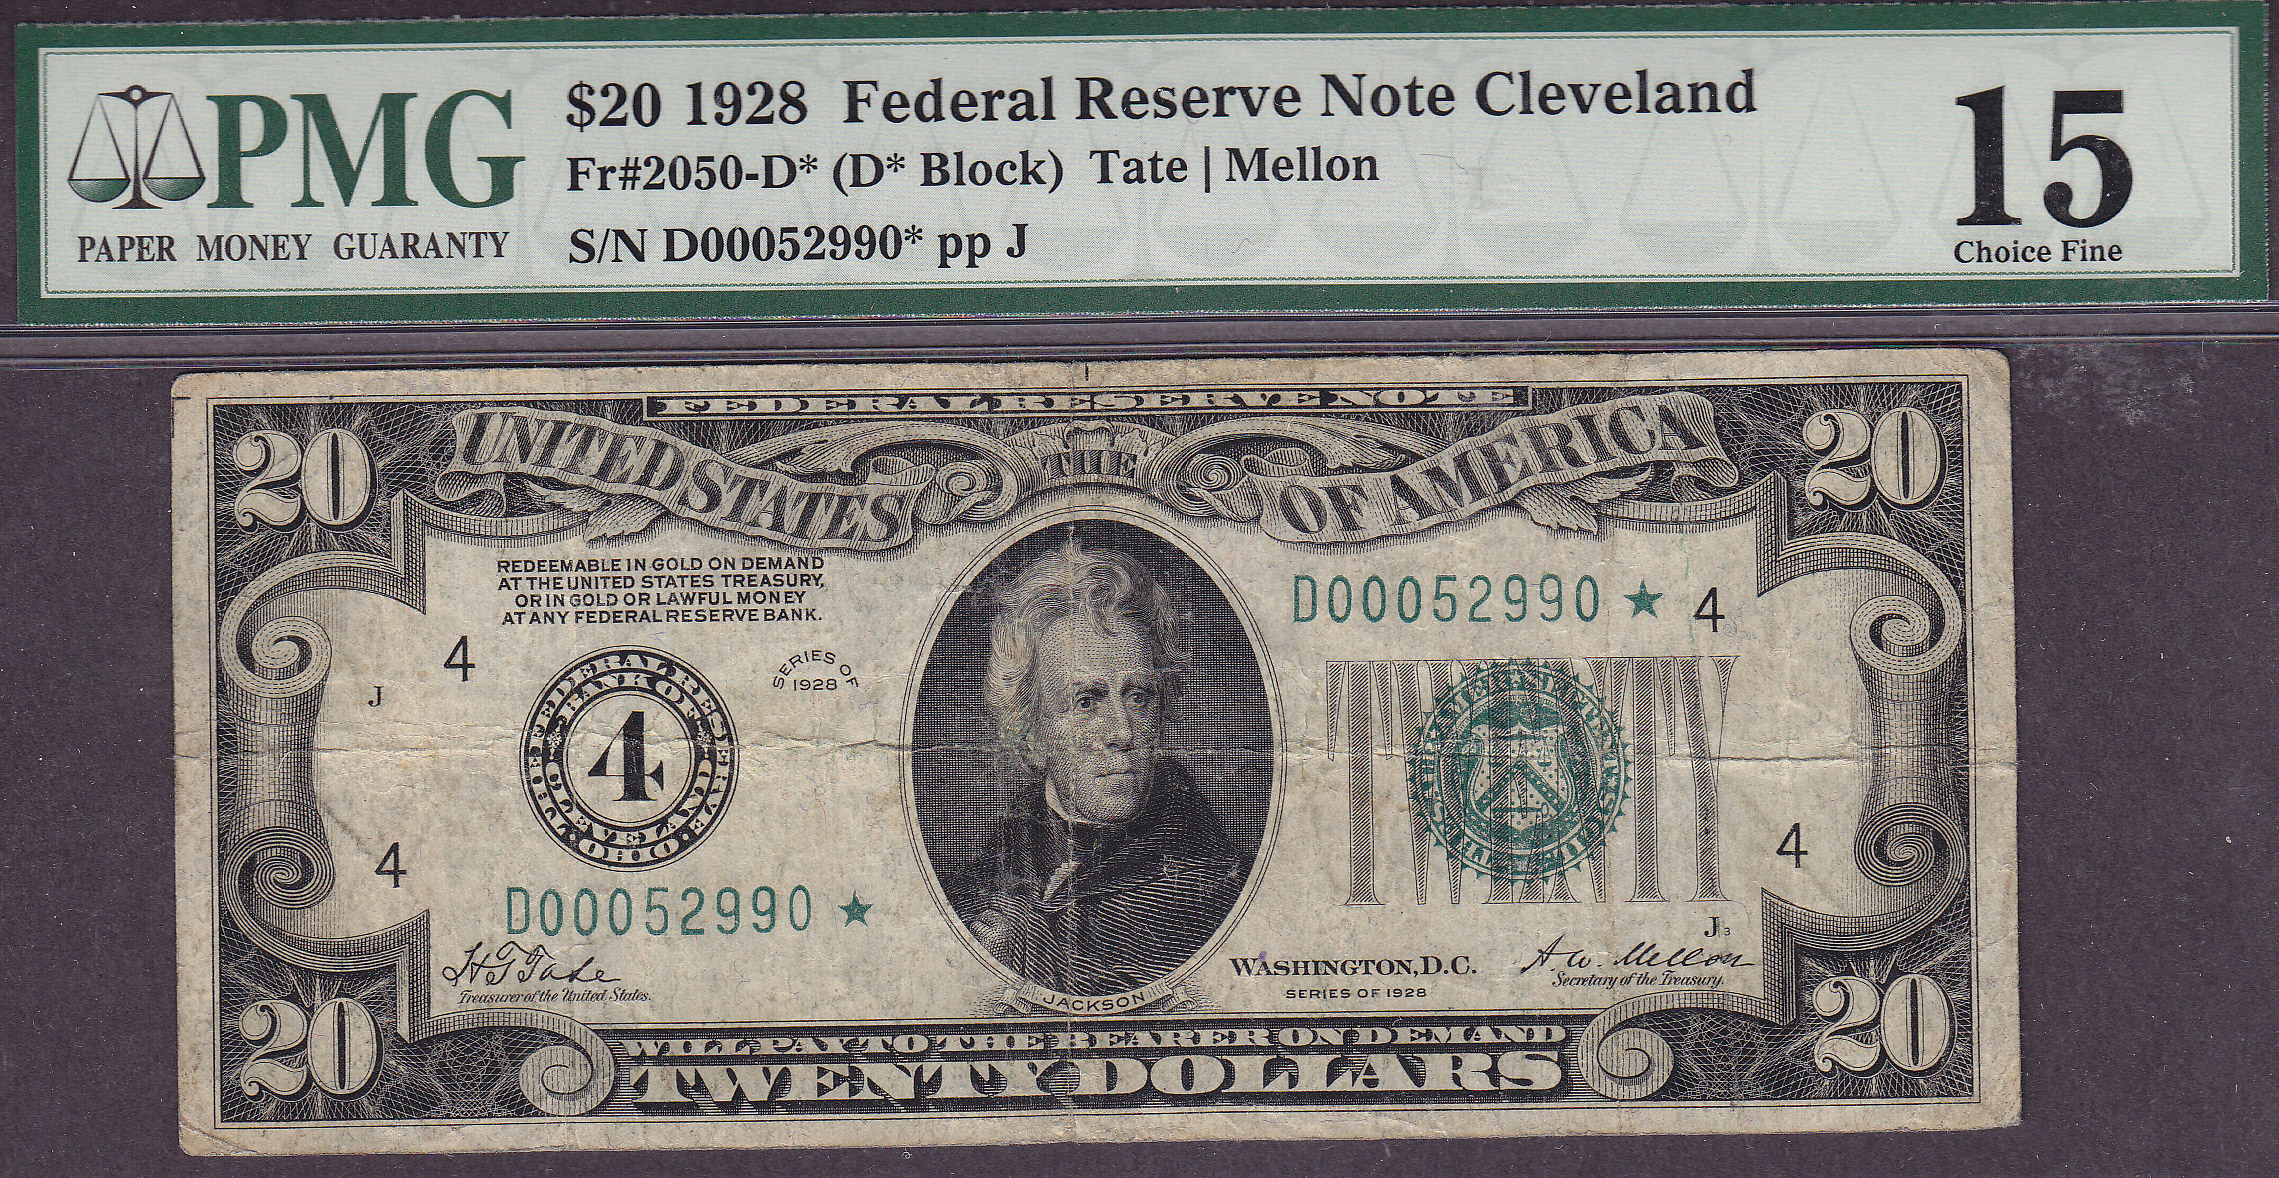 PMG
PAPER MONEY GUARANTY
$20 1928 Federal Reserve Note Cleveland
Fr#2050-D* (D* Block) Tate | Mellon
S/N D00052990* pp J
15
Choice Fine
FEDERAL RESERVE NOTE
20
THE
20
UNITED STATES
OF AMERICA
REDEEMABLE IN GOLD ON DEMAND
AT THE UNITED STATES TREASURY,
OR IN GOLD OR LAWFUL MONEY
AT ANY FEDERAL RESERVE BANK.
D00052990 ★
4
4
SERIES OF
1928
J
4
TWENTY
4
4
D00052990 ★
J3
H T Tate
Treasurer of the United States.
WASHINGTON, D.C.
SERIES OF 1928
A. W. Mellon
Secretary of the Treasury.
JACKSON
20
WILL PAY TO THE BEARER ON DEMAND
TWENTY DOLLARS
20